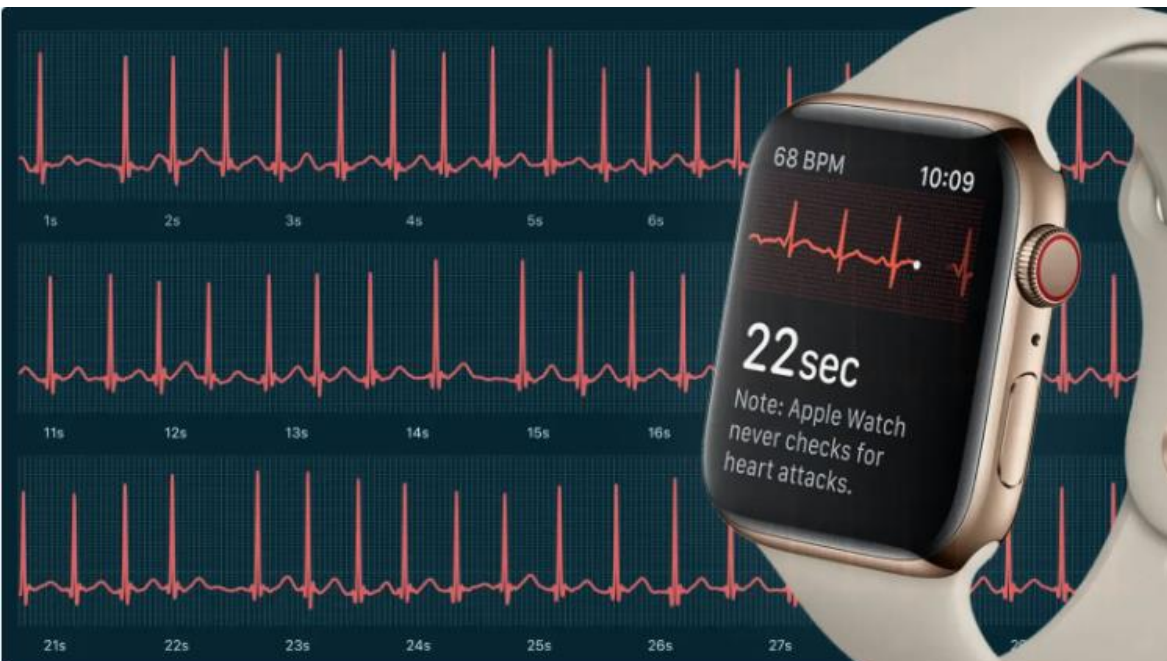 68 BPM
10:09
22sec
Note: Apple Watch
never checks for
heart attacks.
1s 2s 3s 4s 5s 6s
11s 12s 13s 14s 15s 16s
21s 22s 23s 24s 25s 26s 27s